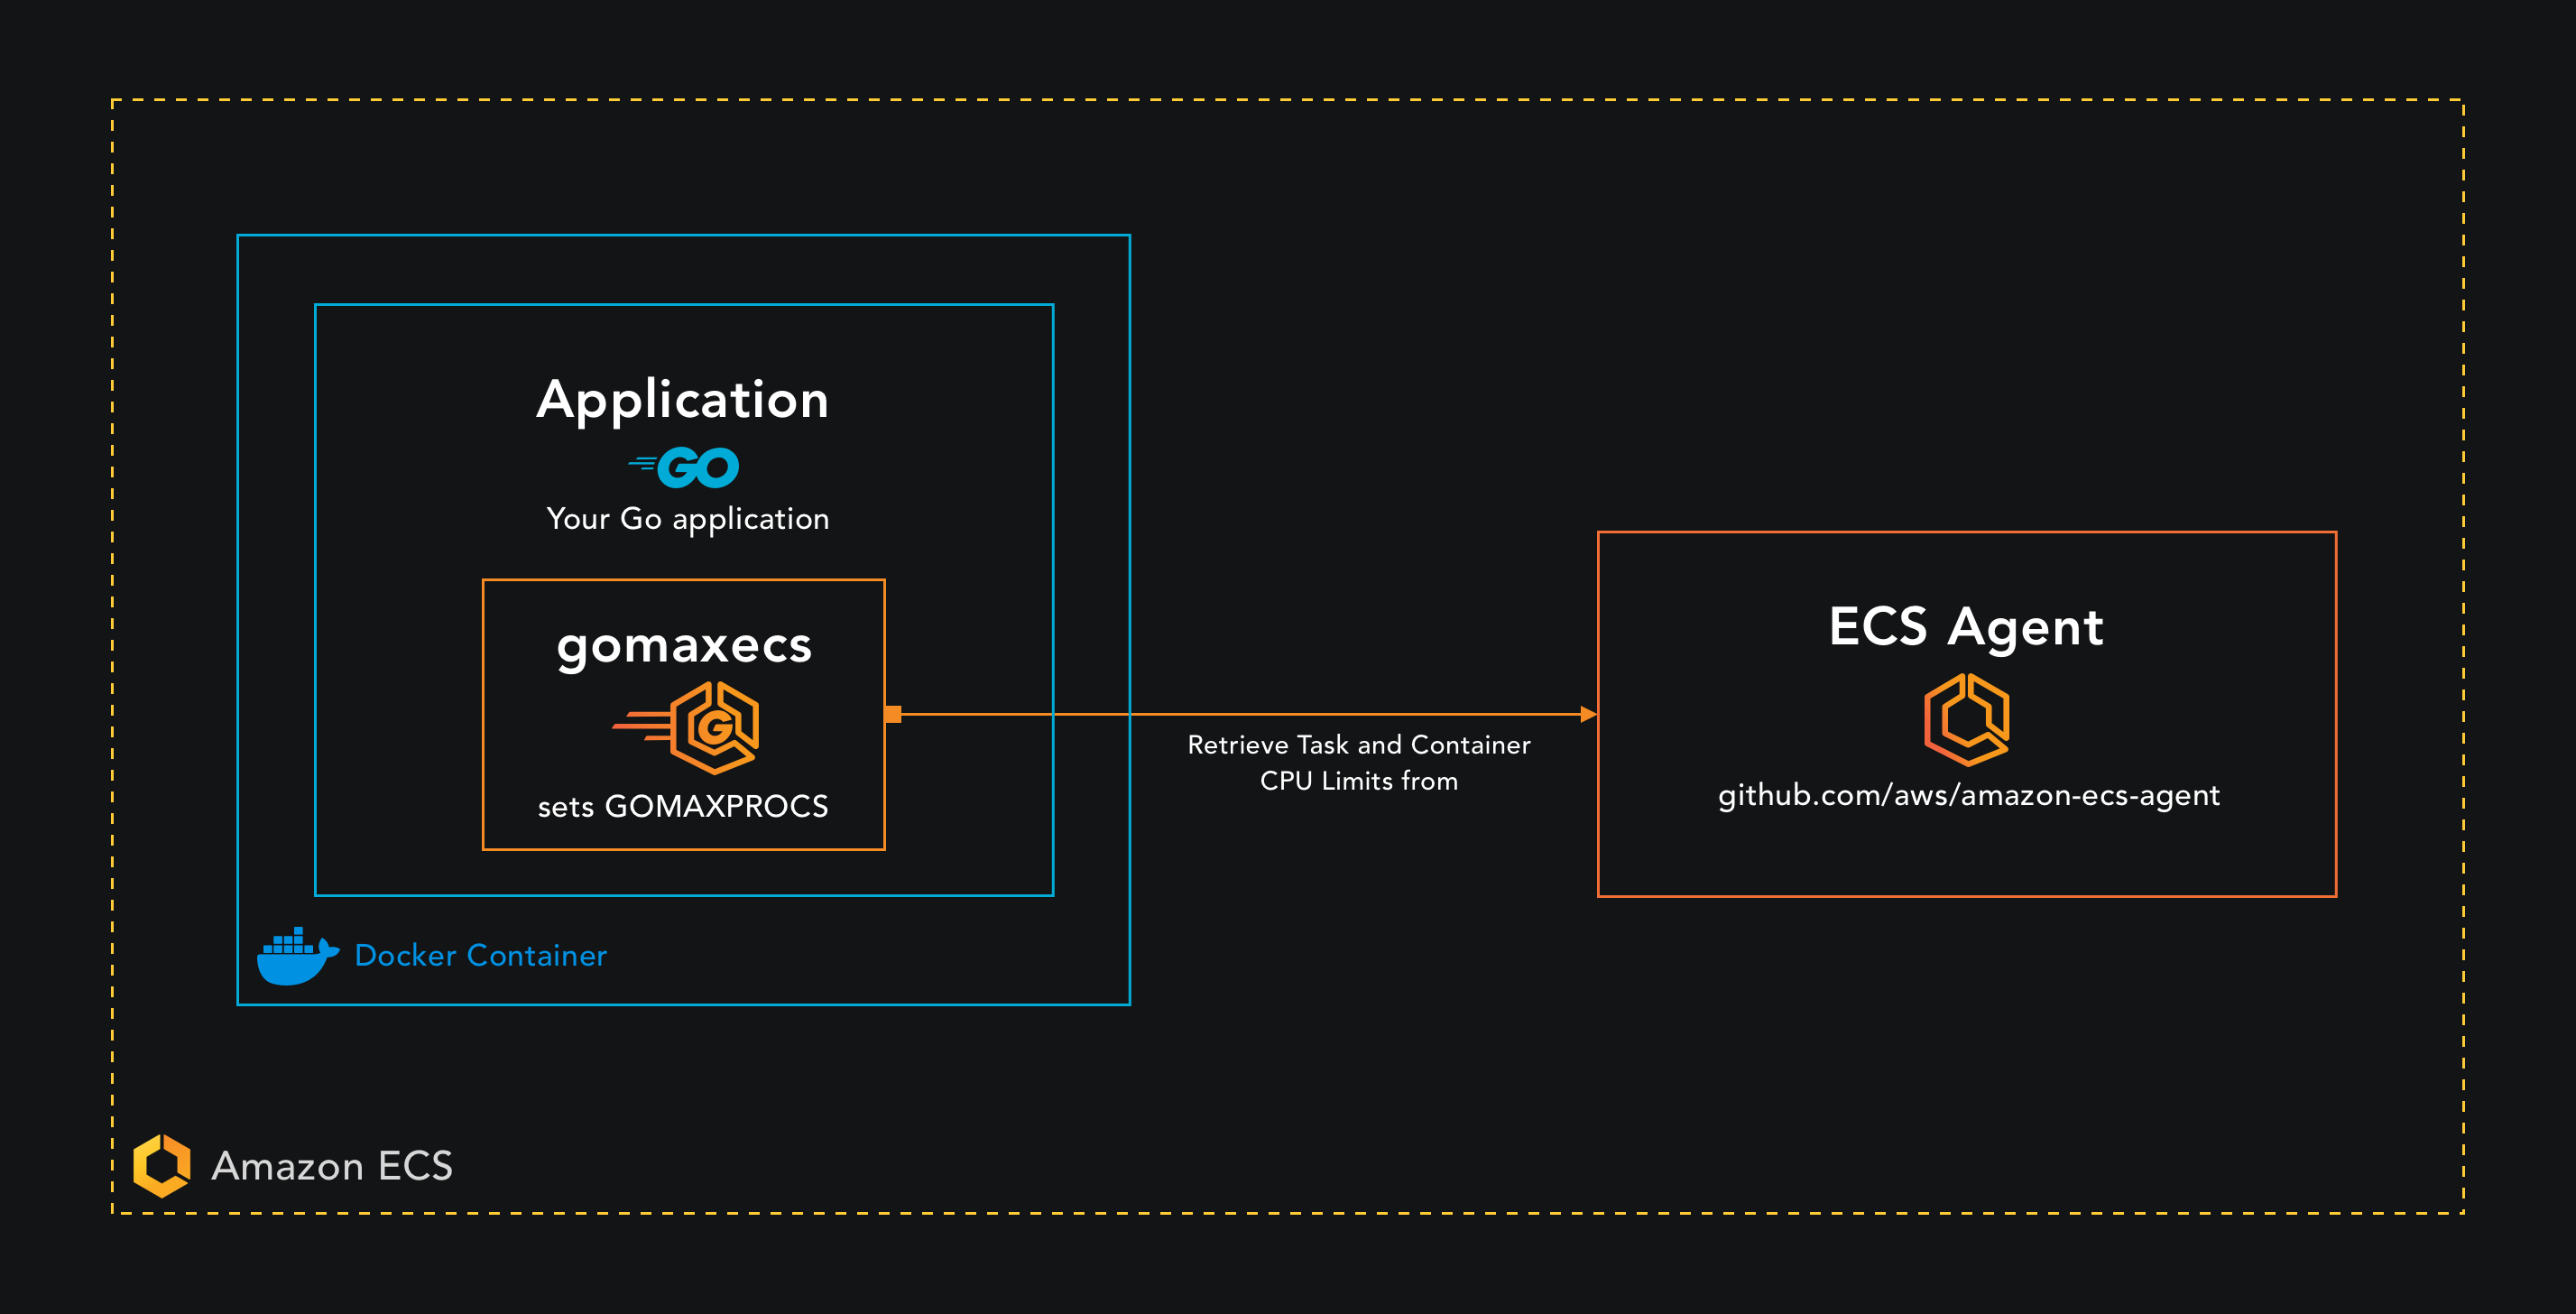 Application
GO
Your Go application
gomaxecs
G
sets GOMAXPROCS
Retrieve Task and Container
CPU Limits from
ECS Agent
github.com/aws/amazon-ecs-agent
Docker Container
Amazon ECS